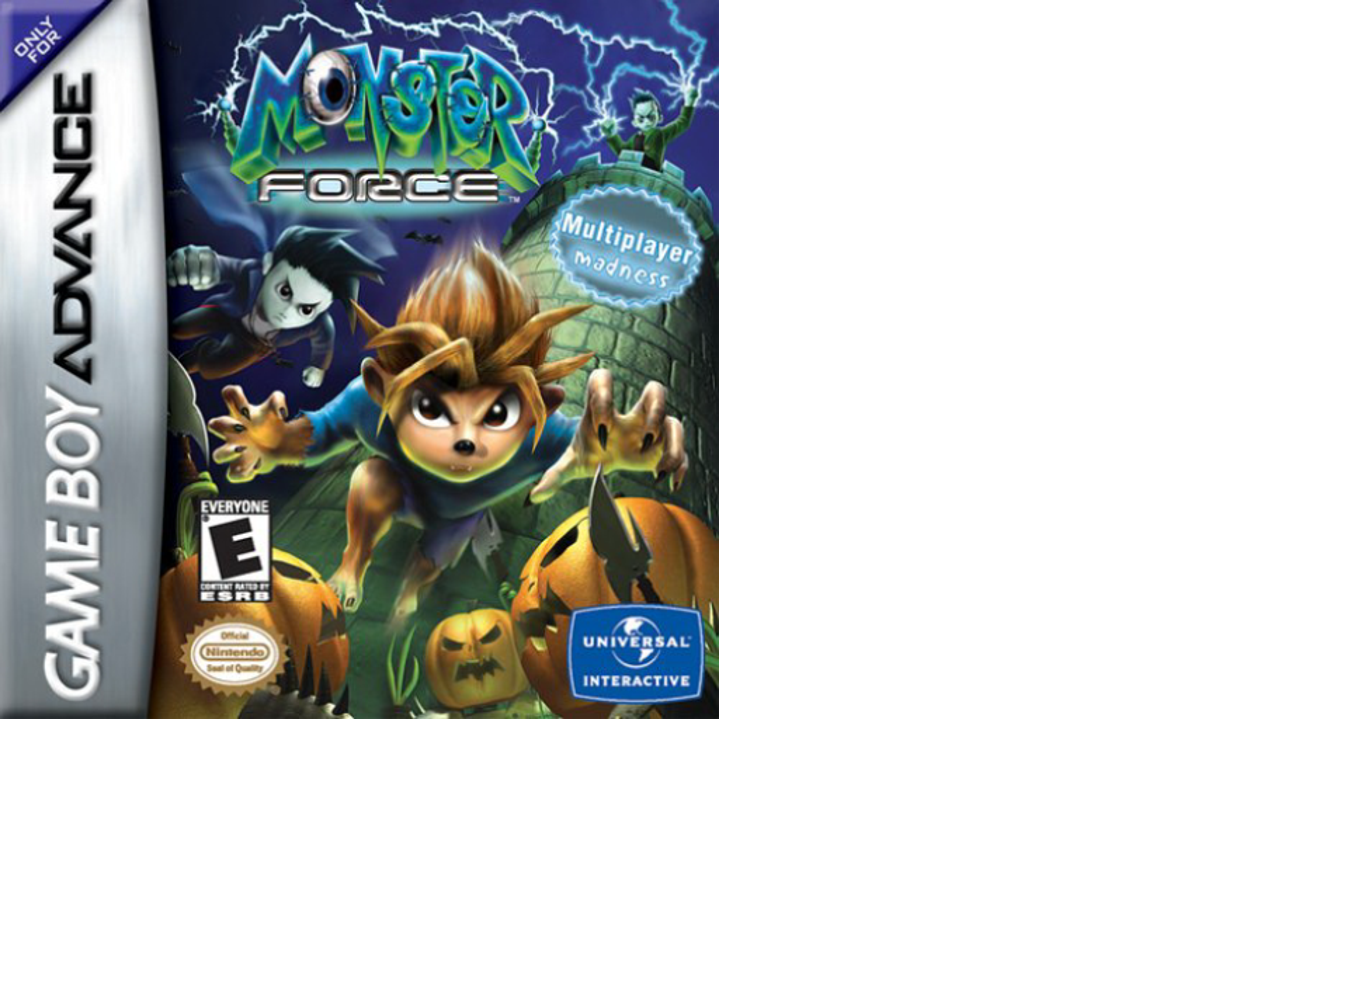 ONLY
FOR
GAME BOY ADVANCE
MONSTER
FORCE™
Multiplayer
madness
EVERYONE
E
CONTENT RATED BY
ESRB
Official
Nintendo
Seal of Quality
UNIVERSAL
INTERACTIVE